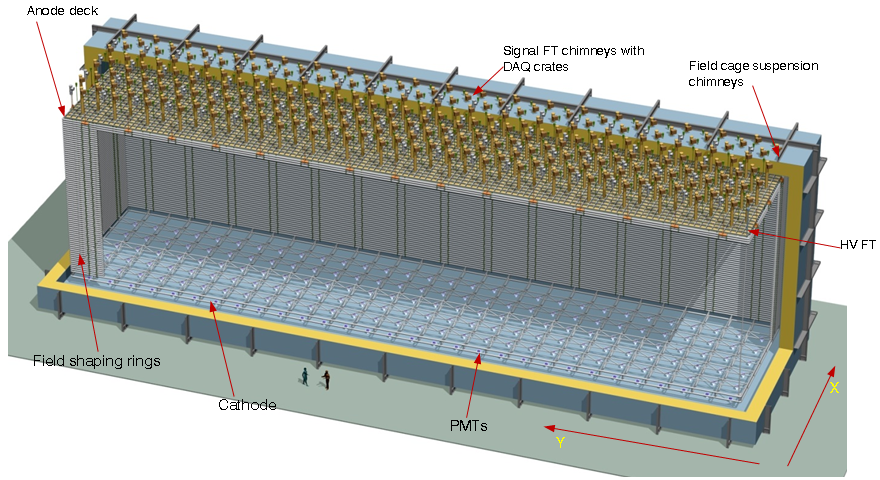 Anode deck
Signal FT chimneys with
DAQ crates
Field cage suspension
chimneys
HV FT
Field shaping rings
Cathode
PMTs
X
Y